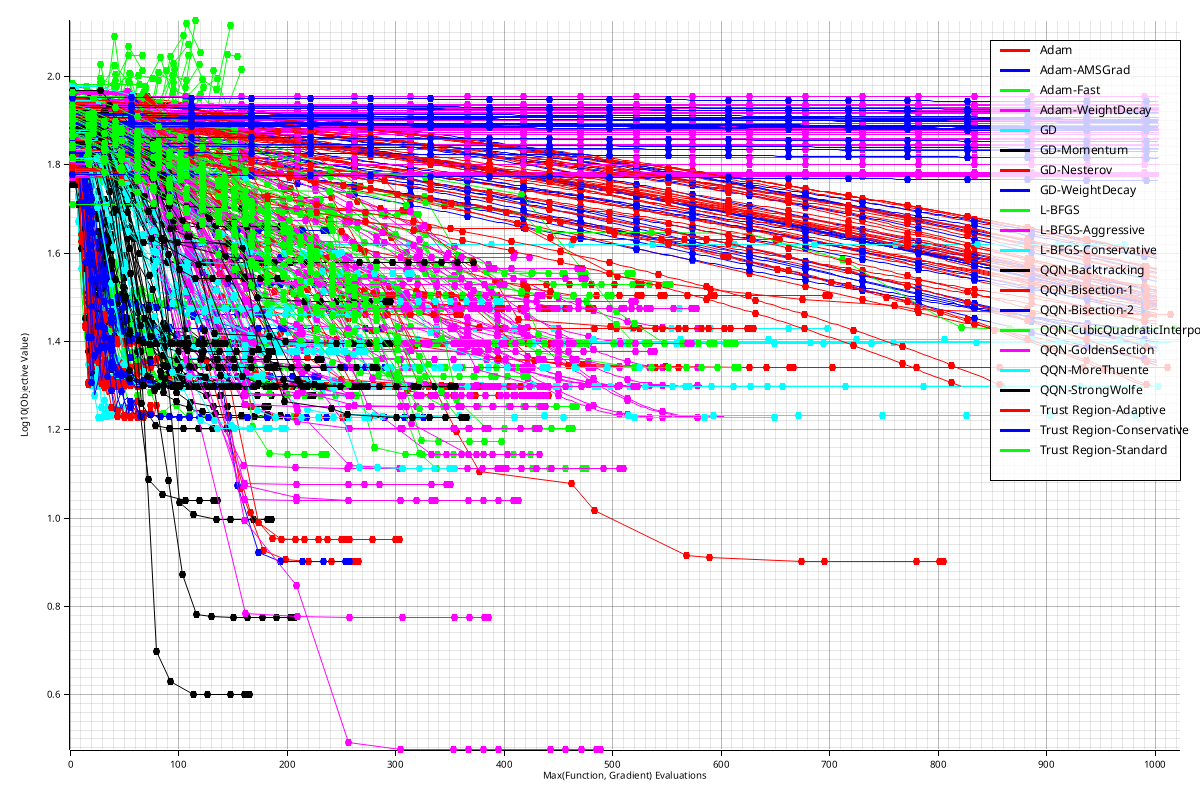 2.0
1.8
1.6
1.4
1.2
1.0
0.8
0.6
Log10(Objective Value)
0
100
200
300
400
500
600
700
800
900
1000
Max(Function, Gradient) Evaluations
Adam
Adam-AMSGrad
Adam-Fast
Adam-WeightDecay
GD
GD-Momentum
GD-Nesterov
GD-WeightDecay
L-BFGS
L-BFGS-Aggressive
L-BFGS-Conservative
QQN-Backtracking
QQN-Bisection-1
QQN-Bisection-2
QQN-CubicQuadraticInterpo
QQN-GoldenSection
QQN-MoreThuente
QQN-StrongWolfe
Trust Region-Adaptive
Trust Region-Conservative
Trust Region-Standard